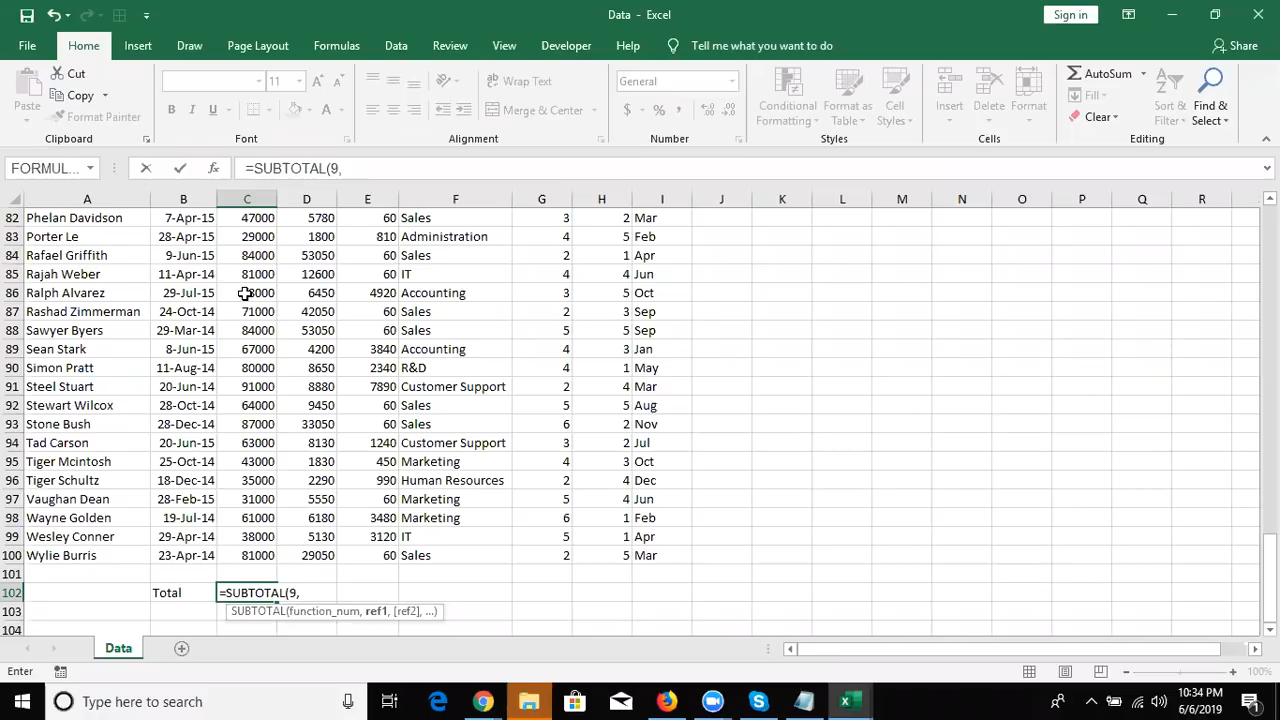 Data - Excel
Sign in
File Home Insert Draw Page Layout Formulas Data Review View Developer Help Tell me what you want to do Share
Paste Cut Copy Format Painter
11 A A
B I U A
ab Wrap Text
Merge & Center
General
$ % ,
Conditional Formatting Format as Table Cell Styles
Insert Delete Format
AutoSum Fill Clear
Sort & Filter Find & Select
Clipboard Font Alignment Number Styles Cells Editing
FORMUL... fx =SUBTOTAL(9,
A B C D E F G H I J K L M N O P Q R
82 Phelan Davidson 7-Apr-15 47000 5780 60 Sales 3 2 Mar
83 Porter Le 28-Apr-15 29000 1800 810 Administration 4 5 Feb
84 Rafael Griffith 9-Jun-15 84000 53050 60 Sales 2 1 Apr
85 Rajah Weber 11-Apr-14 81000 12600 60 IT 4 4 Jun
86 Ralph Alvarez 29-Jul-15 6450 4920 Accounting 3 5 Oct
87 Rashad Zimmerman 24-Oct-14 71000 42050 60 Sales 2 3 Sep
88 Sawyer Byers 29-Mar-14 84000 53050 60 Sales 5 5 Sep
89 Sean Stark 8-Jun-15 67000 4200 3840 Accounting 4 3 Jan
90 Simon Pratt 11-Aug-14 80000 8650 2340 R&D 4 1 May
91 Steel Stuart 20-Jun-14 91000 8880 7890 Customer Support 2 4 Mar
92 Stewart Wilcox 28-Oct-14 64000 9450 60 Sales 5 5 Aug
93 Stone Bush 28-Dec-14 87000 33050 60 Sales 6 2 Nov
94 Tad Carson 20-Jun-15 63000 8130 1240 Customer Support 3 2 Jul
95 Tiger Mcintosh 25-Oct-14 43000 1830 450 Marketing 4 3 Oct
96 Tiger Schultz 18-Dec-14 35000 2290 990 Human Resources 2 4 Dec
97 Vaughan Dean 28-Feb-15 31000 5550 60 Marketing 5 4 Jun
98 Wayne Golden 19-Jul-14 61000 6180 3480 Marketing 6 1 Feb
99 Wesley Conner 29-Apr-14 38000 5130 3120 IT 5 1 Apr
100 Wylie Burris 23-Apr-14 81000 29050 60 Sales 2 5 Mar
101
102 Total =SUBTOTAL(9,
103 SUBTOTAL(function_num, ref1, [ref2], ...)
104
Data
Enter 100%
Type here to search
10:34 PM
6/6/2019